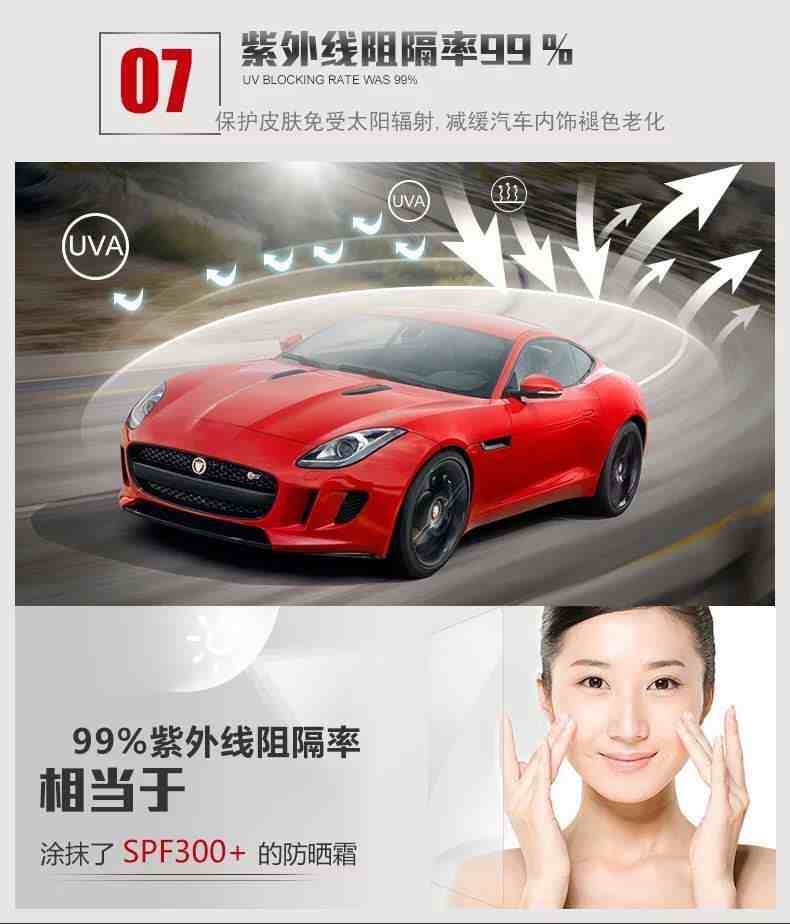 07
紫外线阻隔率99 %
UV BLOCKING RATE WAS 99%
保护皮肤免受太阳辐射, 减缓汽车内饰褪色老化
UVA
UVA
99%紫外线阻隔率
相当于
涂抹了 SPF300+ 的防晒霜